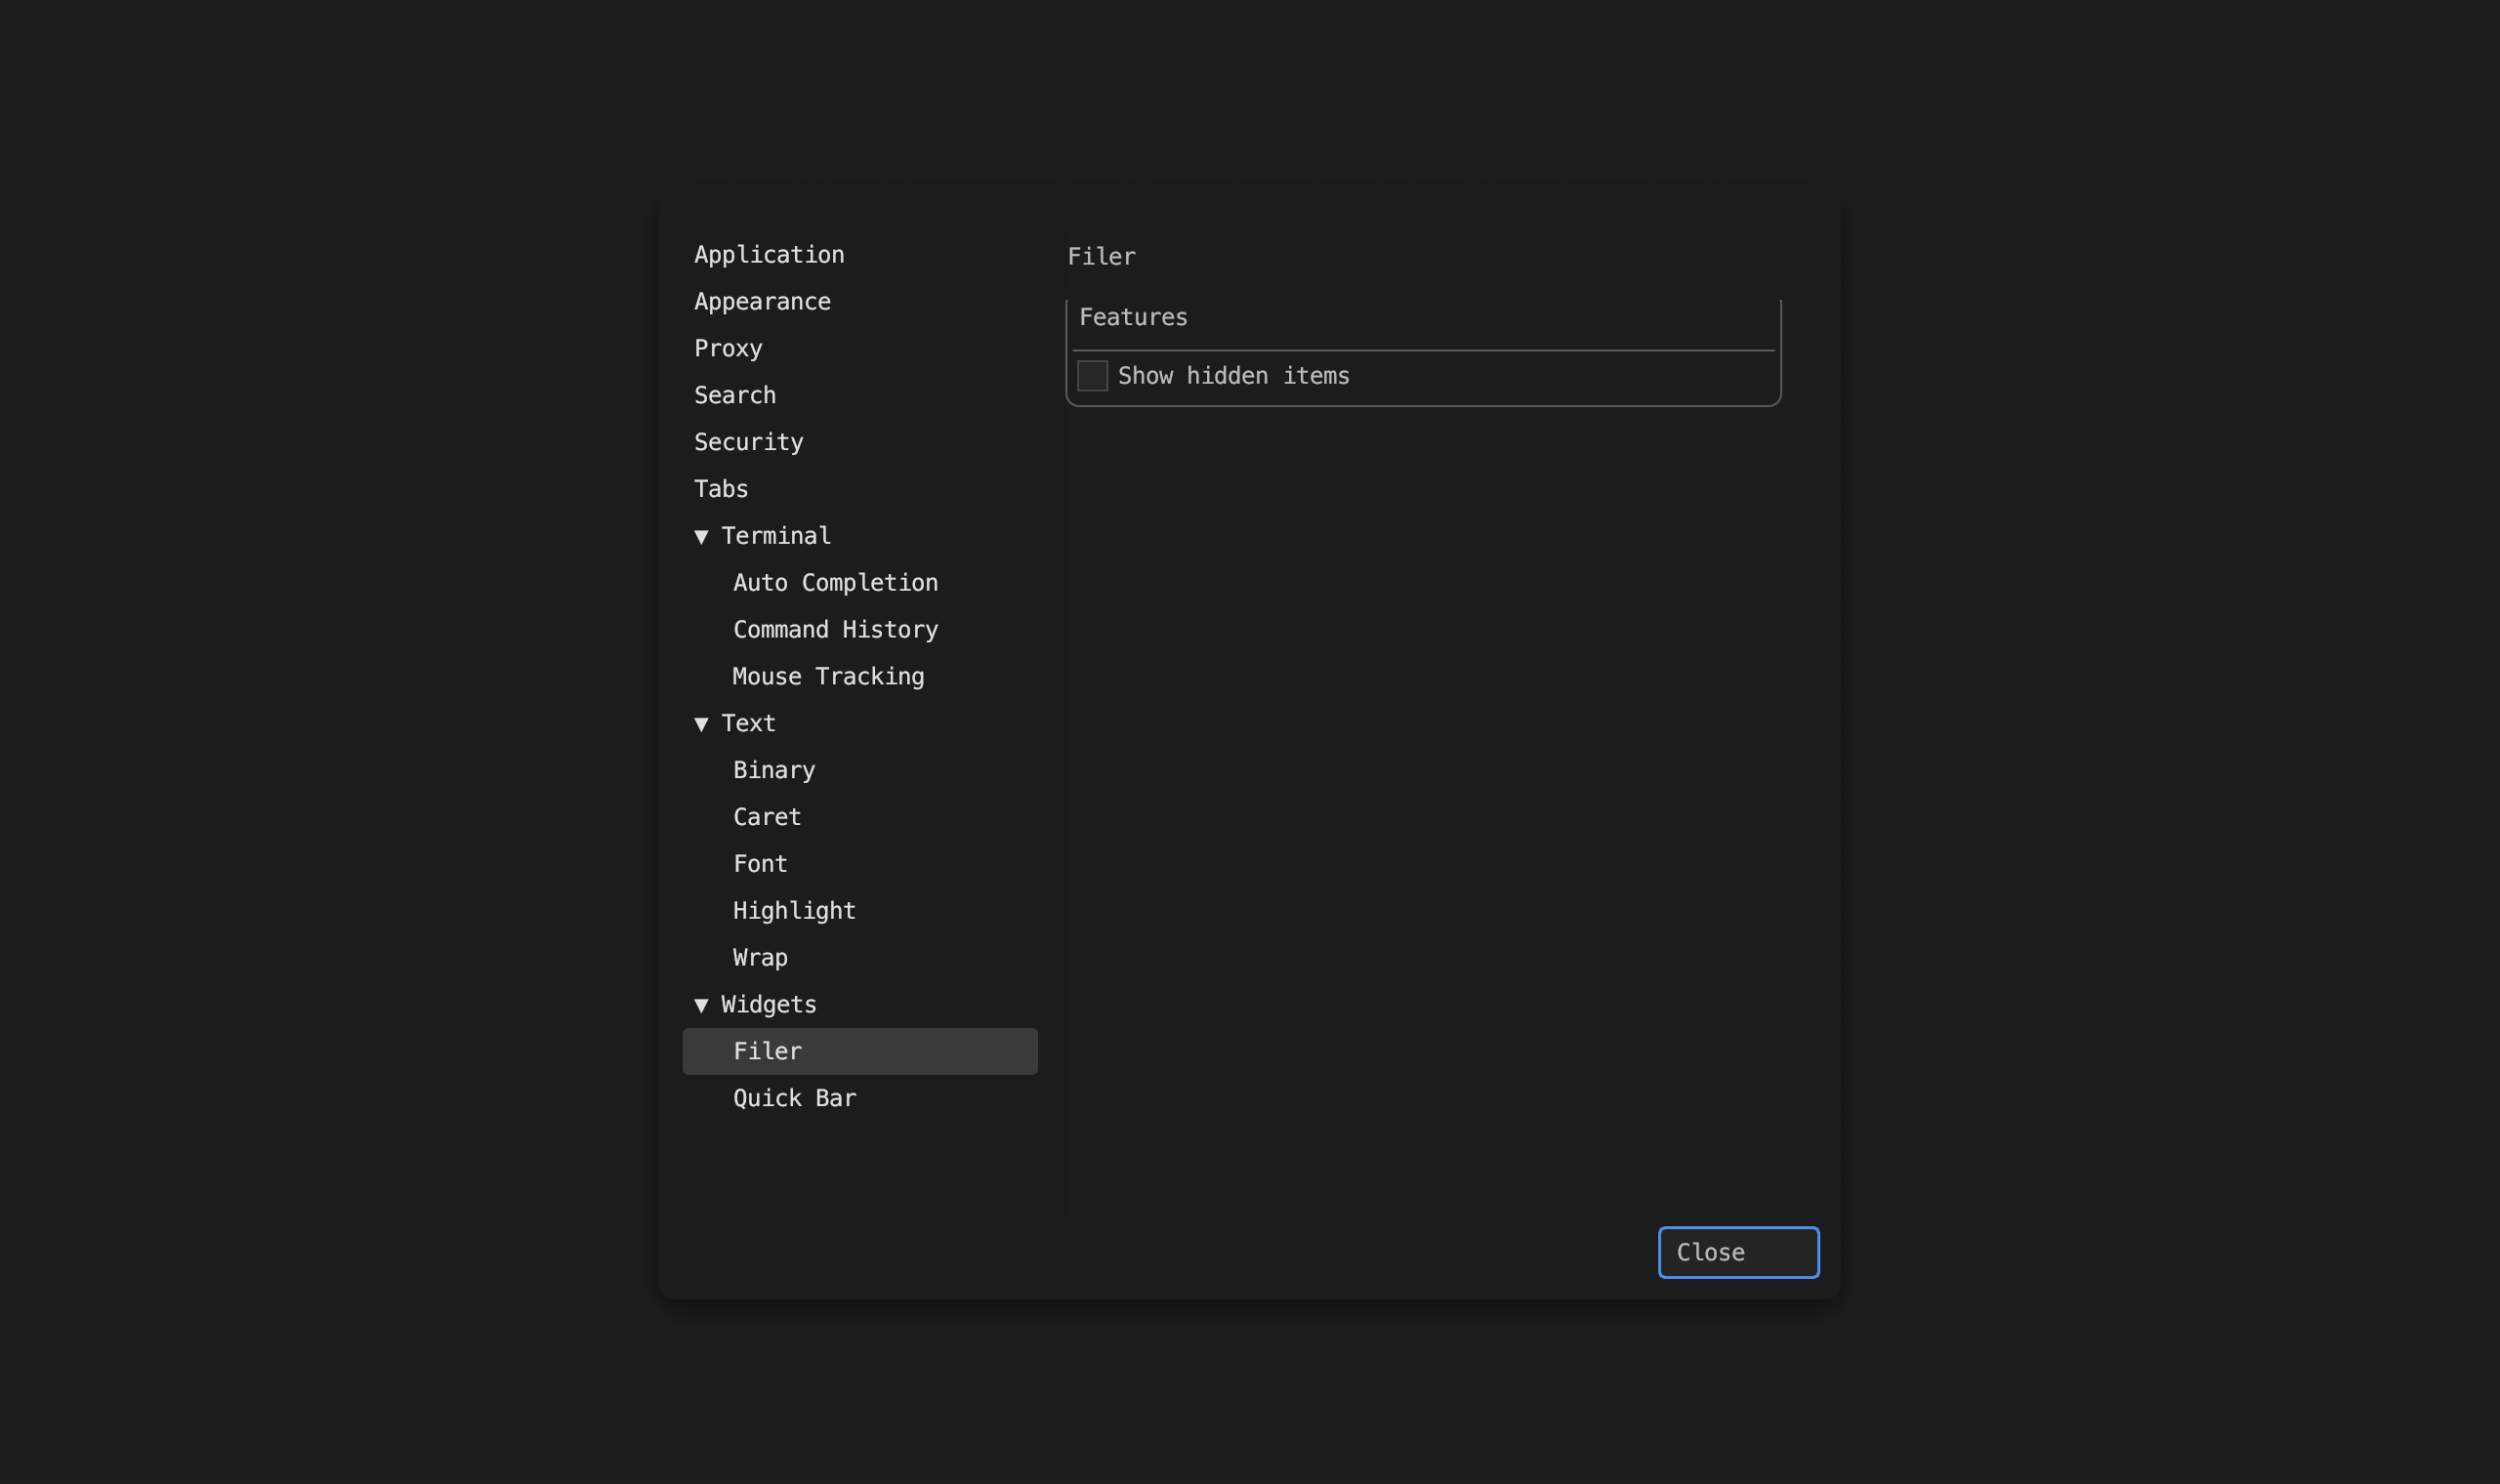 Application
Appearance
Proxy
Search
Security
Tabs
▼ Terminal
Auto Completion
Command History
Mouse Tracking
▼ Text
Binary
Caret
Font
Highlight
Wrap
▼ Widgets
Filer
Quick Bar
Filer
Features
Show hidden items
Close